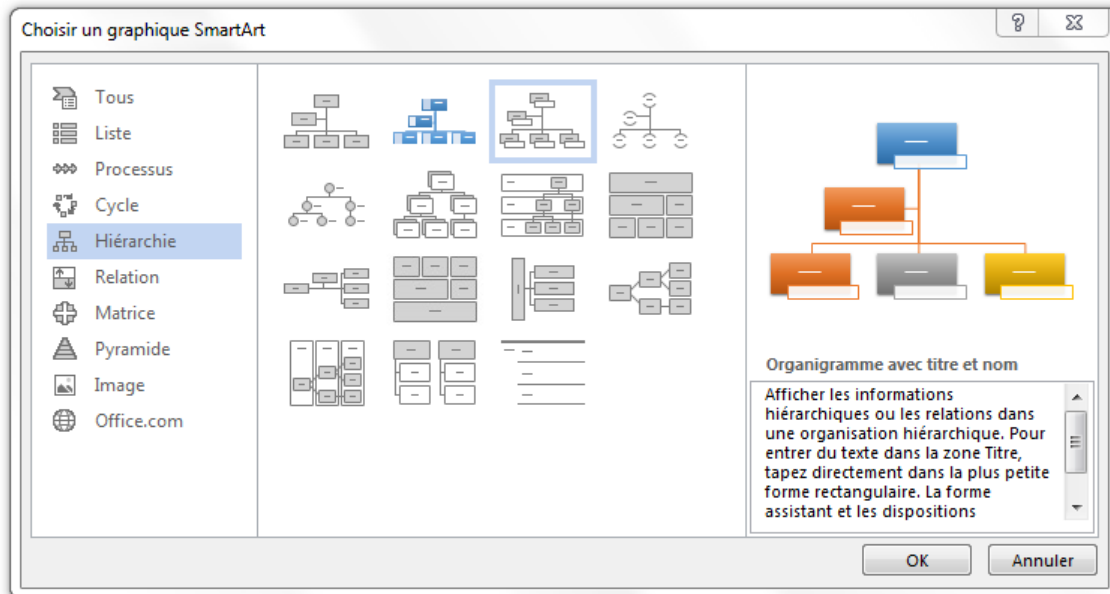 Choisir un graphique SmartArt
Tous
Liste
Processus
Cycle
Hiérarchie
Relation
Matrice
Pyramide
Image
Office.com
Organigramme avec titre et nom
Afficher les informations
hiérarchiques ou les relations dans
une organisation hiérarchique. Pour
entrer du texte dans la zone Titre,
tapez directement dans la plus petite
forme rectangulaire. La forme
assistant et les dispositions
OK
Annuler